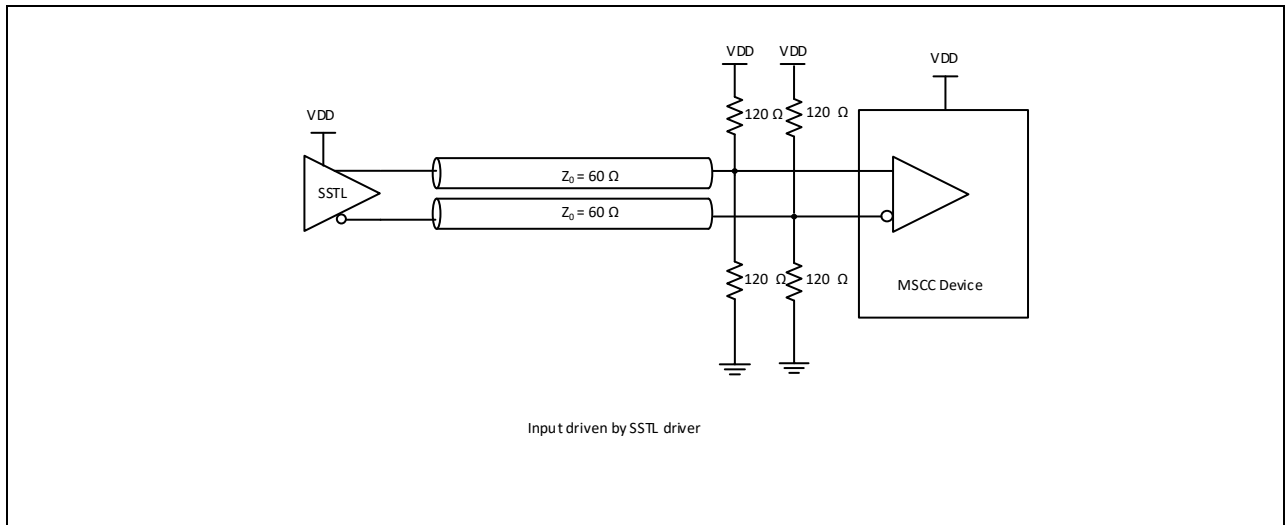 VDD VDD
VDD
120 Ω 120 Ω
VDD
SSTL
Z0 = 60 Ω
Z0 = 60 Ω
120 Ω 120 Ω
MSCC Device
Input driven by SSTL driver